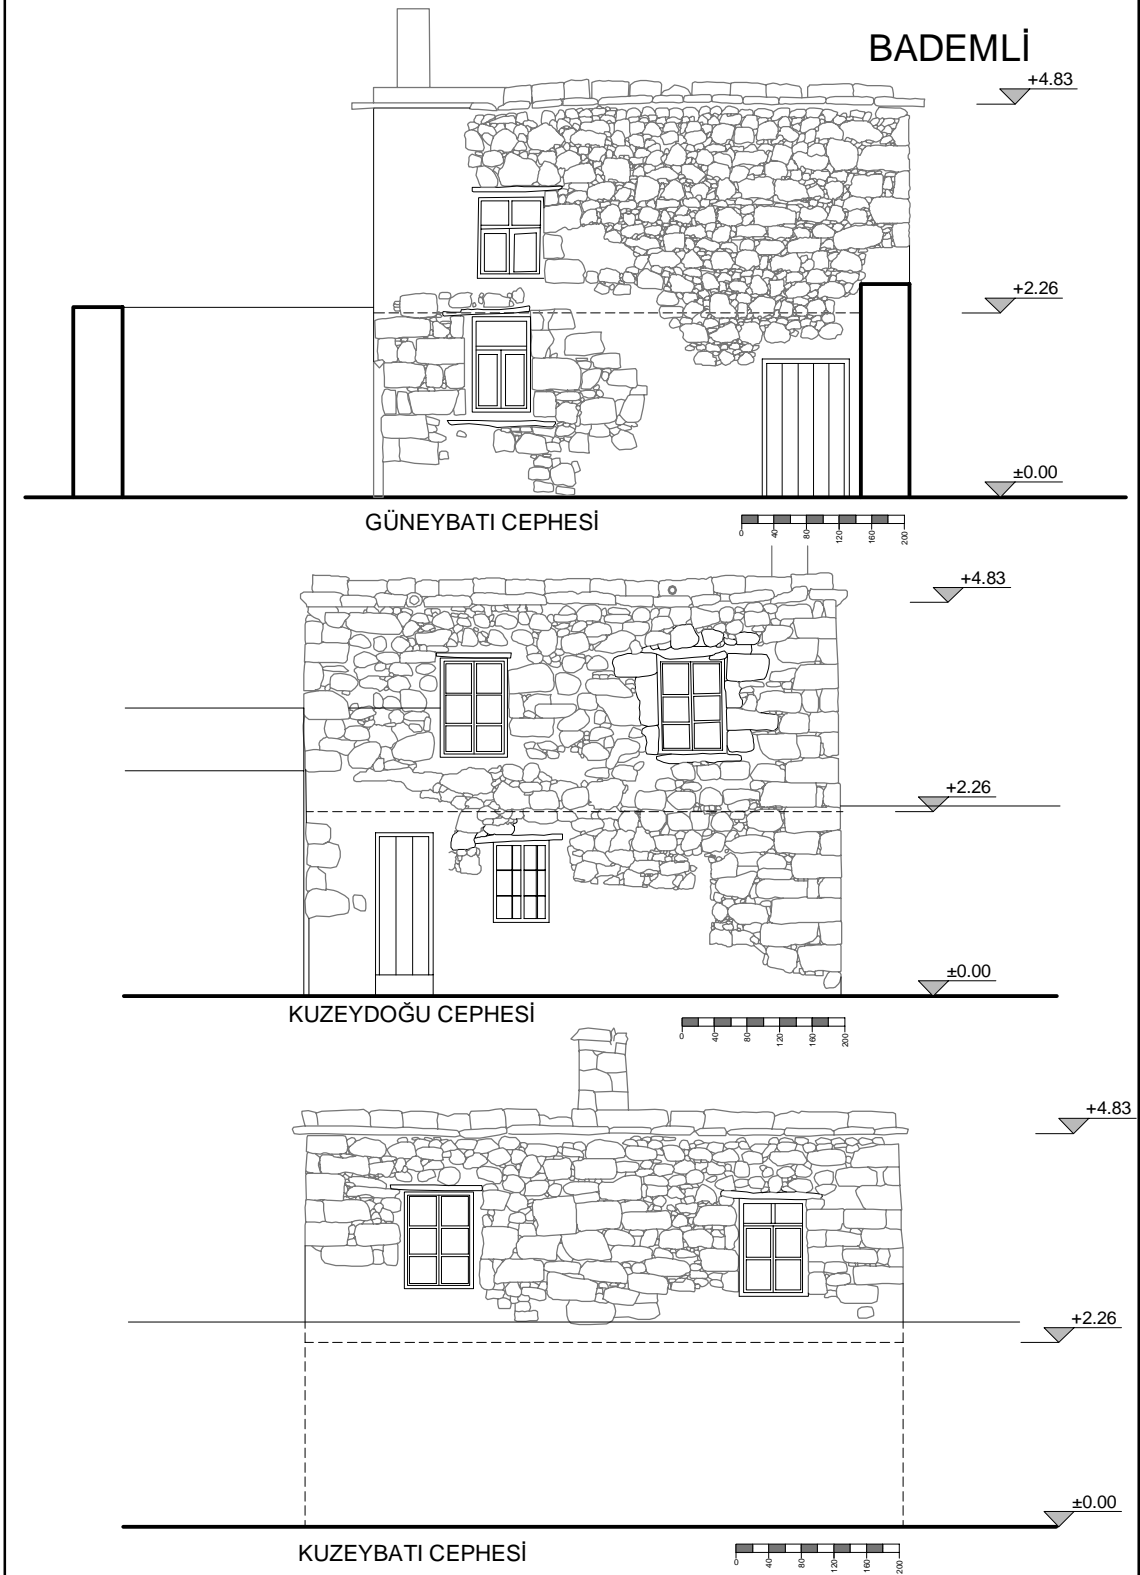 BADEMLİ
+4.83
+2.26
±0.00
GÜNEYBATI CEPHESİ
0 40 80 120 160 200
+4.83
+2.26
±0.00
KUZEYDOĞU CEPHESİ
0 40 80 120 160 200
+4.83
+2.26
±0.00
KUZEYBATI CEPHESİ
0 40 80 120 160 200